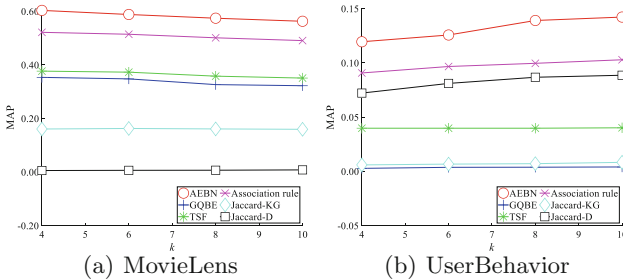 0.60
0.40
0.20
0.00
-0.20
MAP
4 5 6 7 8 9 10
k
AEBN Association rule
GQBE Jaccard-KG
TSF Jaccard-D
(a) MovieLens
0.15
0.10
0.05
0.00
-0.05
MAP
4 5 6 7 8 9 10
k
AEBN Association rule
GQBE Jaccard-KG
TSF Jaccard-D
(b) UserBehavior